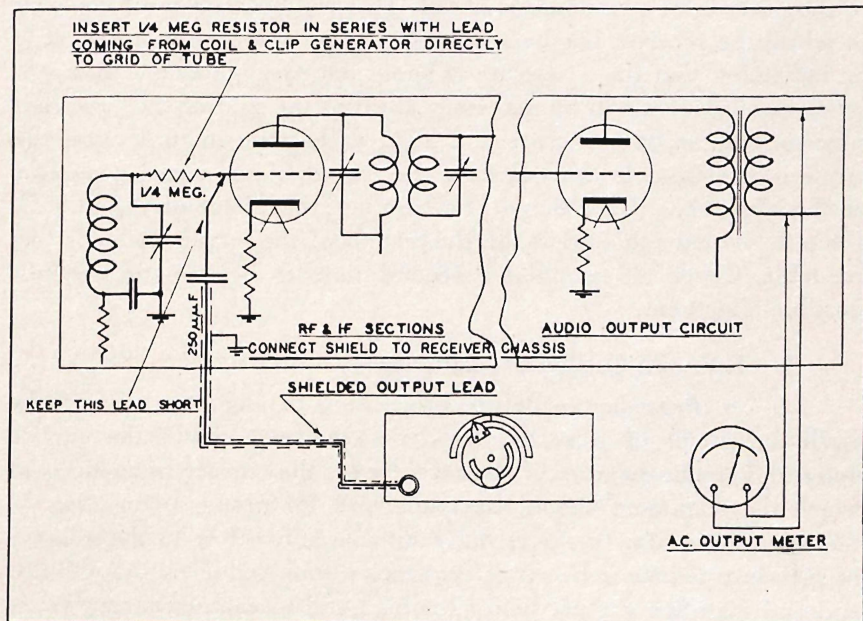 INSERT 1/4 MEG RESISTOR IN SERIES WITH LEAD
COMING FROM COIL & CLIP GENERATOR DIRECTLY
TO GRID OF TUBE
1/4 MEG.
250µµF
RF & IF SECTIONS
AUDIO OUTPUT CIRCUIT
CONNECT SHIELD TO RECEIVER CHASSIS
KEEP THIS LEAD SHORT
SHIELDED OUTPUT LEAD
A.C. OUTPUT METER